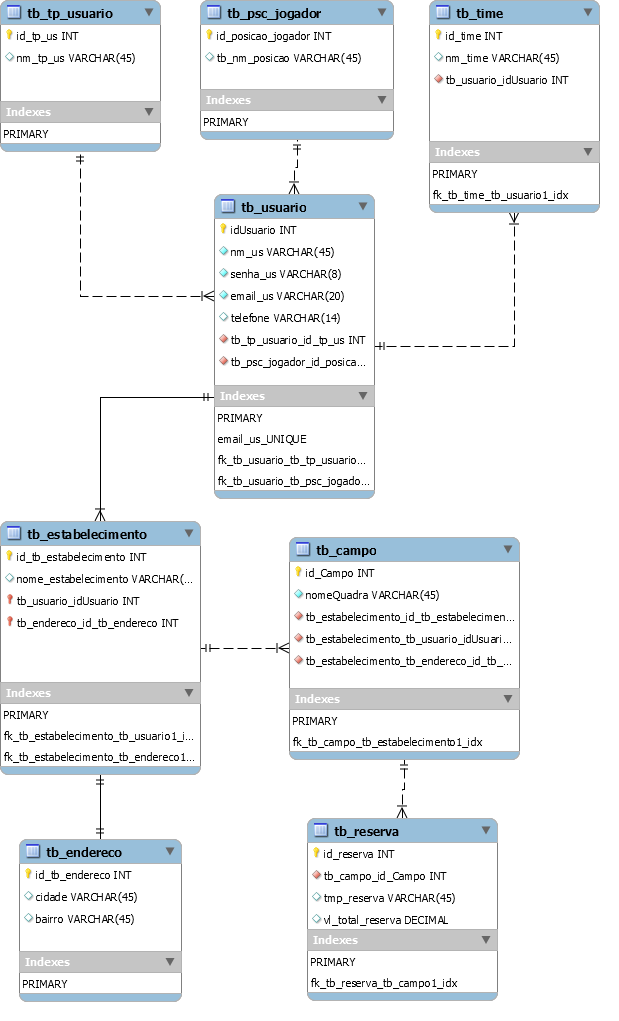 tb_tp_usuario
id_tp_us INT
nm_tp_us VARCHAR(45)
Indexes
PRIMARY
tb_psc_jogador
id_posicao_jogador INT
tb_nm_posicao VARCHAR(45)
Indexes
PRIMARY
tb_time
id_time INT
nm_time VARCHAR(45)
tb_usuario_idUsuario INT
Indexes
PRIMARY
fk_tb_time_tb_usuario1_idx
tb_usuario
idUsuario INT
nm_us VARCHAR(45)
senha_us VARCHAR(8)
email_us VARCHAR(20)
telefone VARCHAR(14)
tb_tp_usuario_id_tp_us INT
tb_psc_jogador_id_posica...
Indexes
PRIMARY
email_us_UNIQUE
fk_tb_usuario_tb_tp_usuario...
fk_tb_usuario_tb_psc_jogado...
tb_estabelecimento
id_tb_estabelecimento INT
nome_estabelecimento VARCHAR(...
tb_usuario_idUsuario INT
tb_endereco_id_tb_endereco INT
Indexes
PRIMARY
fk_tb_estabelecimento_tb_usuario1_i...
fk_tb_estabelecimento_tb_endereco1...
tb_campo
id_Campo INT
nomeQuadra VARCHAR(45)
tb_estabelecimento_id_tb_estabelecimen...
tb_estabelecimento_tb_usuario_idUsuari...
tb_estabelecimento_tb_endereco_id_tb_...
Indexes
PRIMARY
fk_tb_campo_tb_estabelecimento1_idx
tb_endereco
id_tb_endereco INT
cidade VARCHAR(45)
bairro VARCHAR(45)
Indexes
PRIMARY
tb_reserva
id_reserva INT
tb_campo_id_Campo INT
tmp_reserva VARCHAR(45)
vl_total_reserva DECIMAL
Indexes
PRIMARY
fk_tb_reserva_tb_campo1_idx